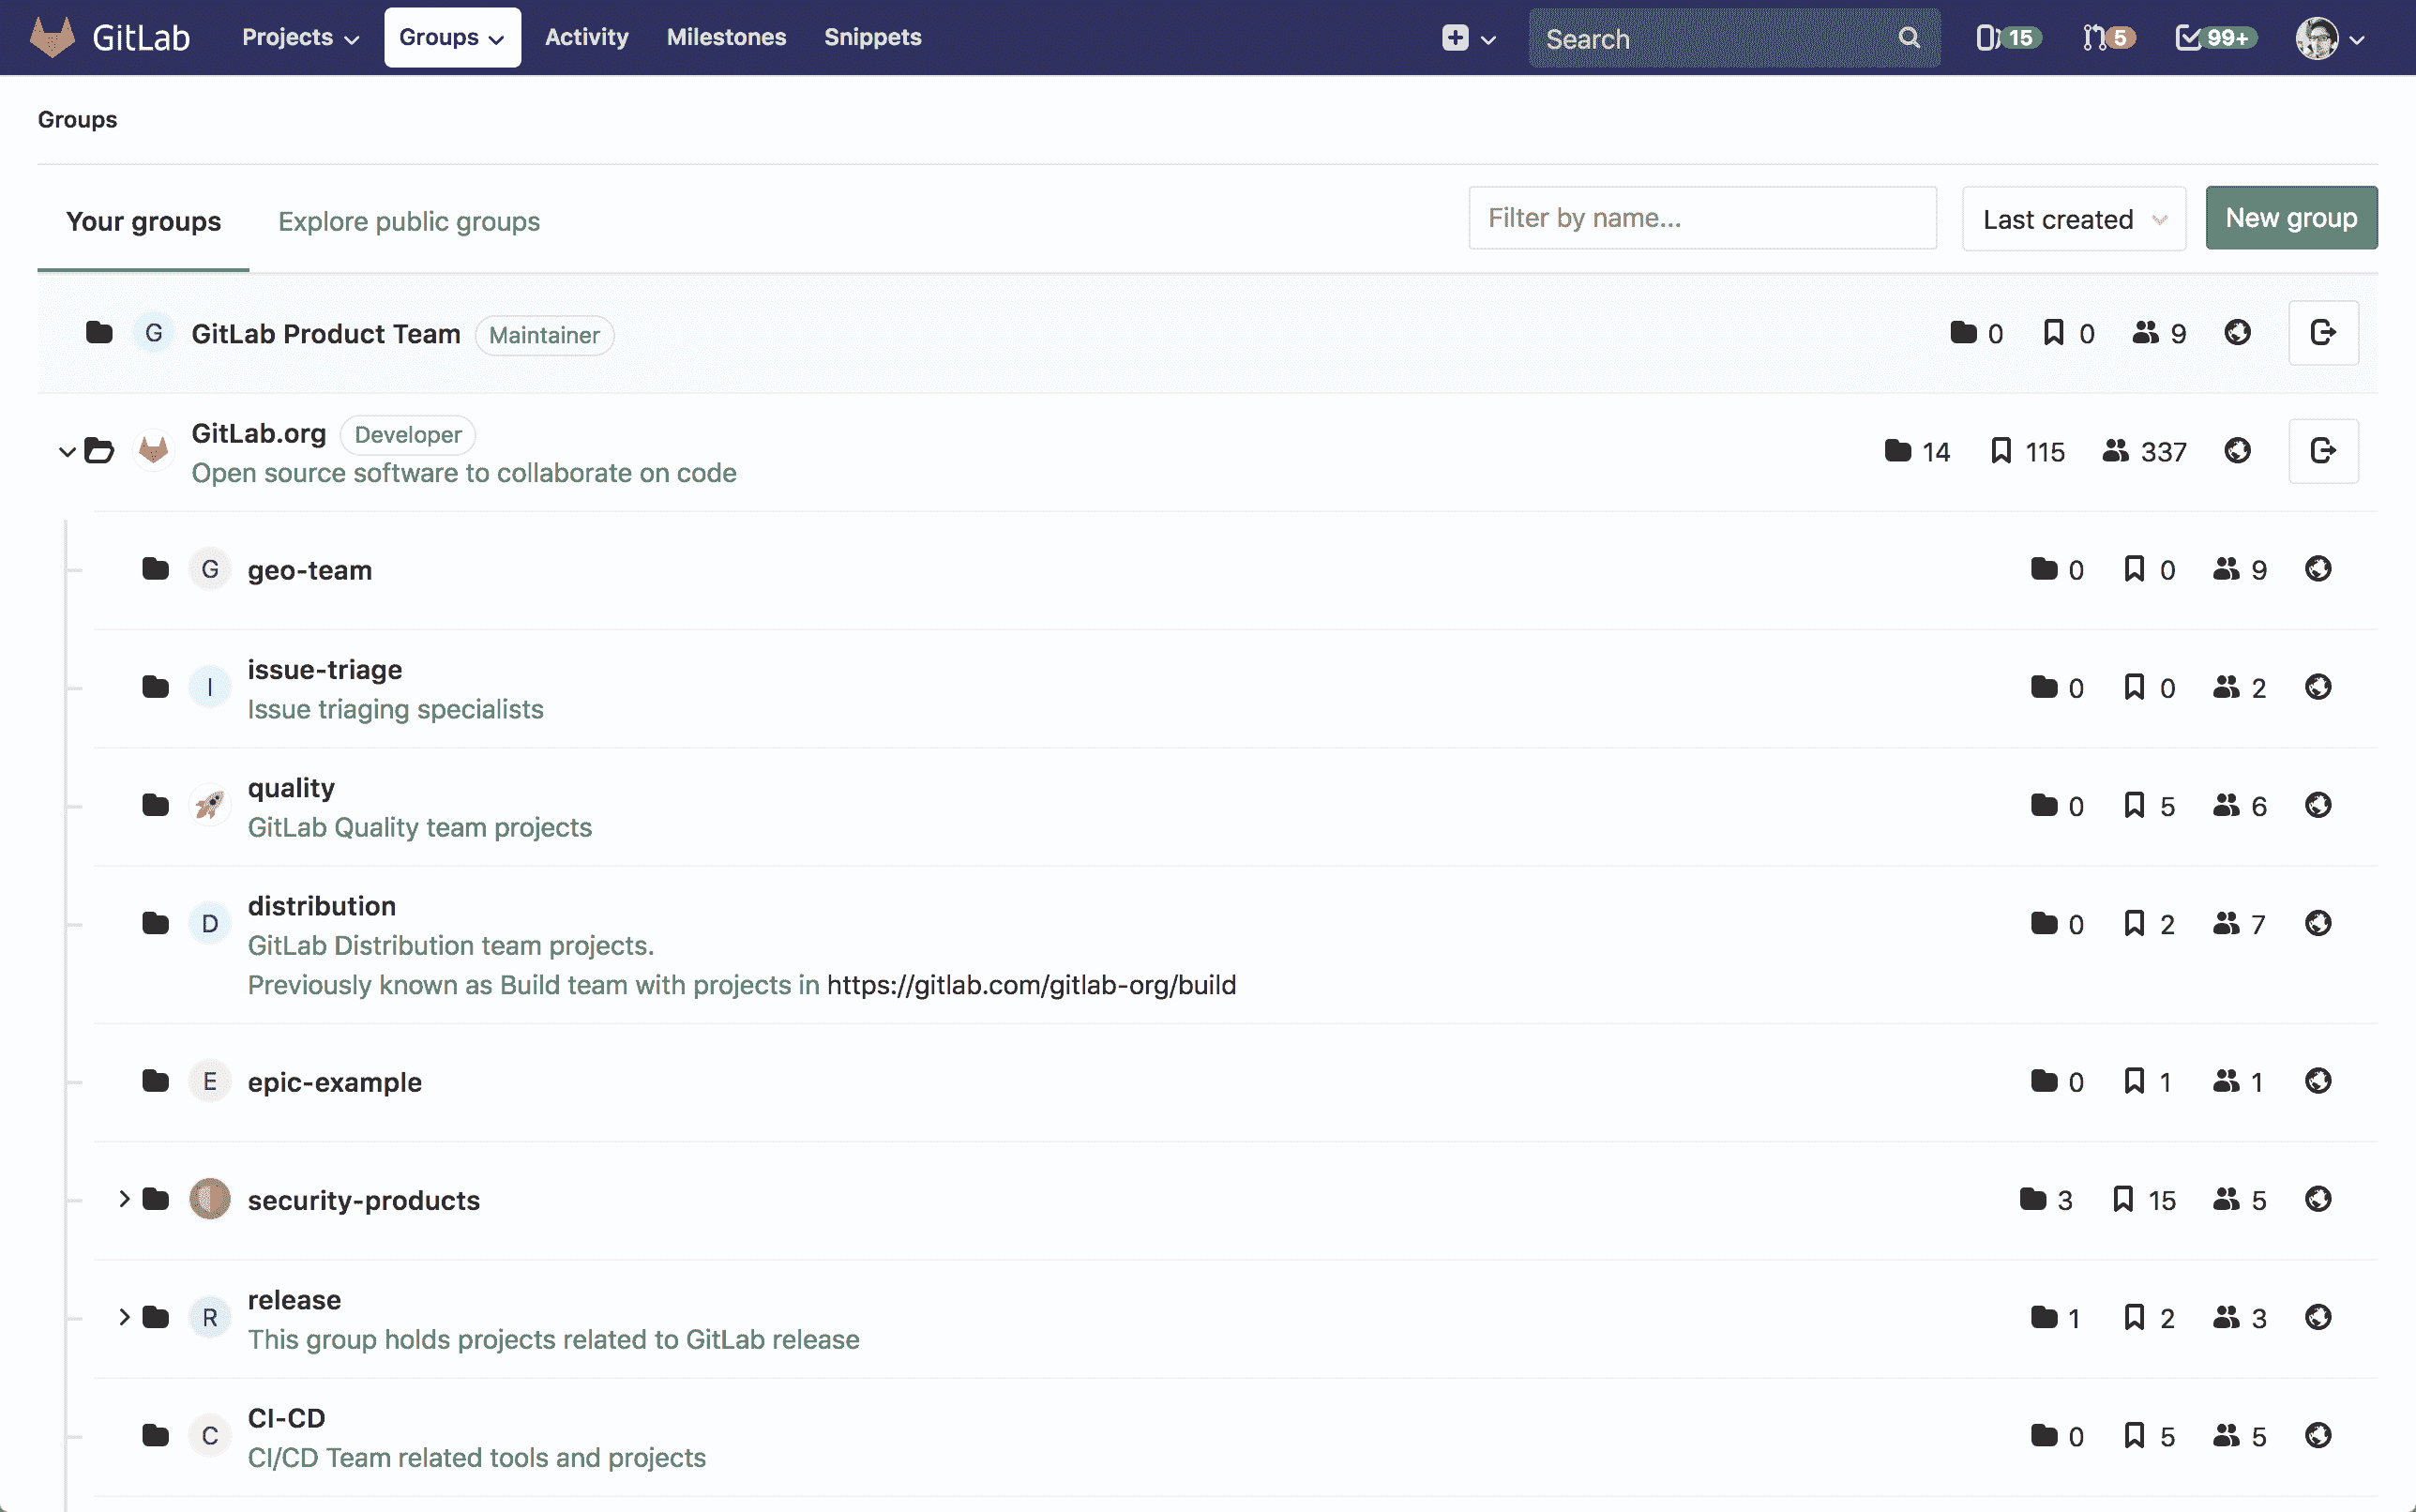 GitLab Projects Groups Activity Milestones Snippets Search 15 5 99+
Groups
Your groups Explore public groups Filter by name... Last created New group
G GitLab Product Team Maintainer 0 0 9
GitLab.org Developer 14 115 337
Open source software to collaborate on code
G geo-team 0 0 9
issue-triage
I 0 0 2
Issue triaging specialists
quality
0 5 6
GitLab Quality team projects
distribution
D 0 2 7
GitLab Distribution team projects.
Previously known as Build team with projects in https://gitlab.com/gitlab-org/build
E epic-example 0 1 1
security-products 3 15 5
release
R 1 2 3
This group holds projects related to GitLab release
CI-CD
C 0 5 5
CI/CD Team related tools and projects